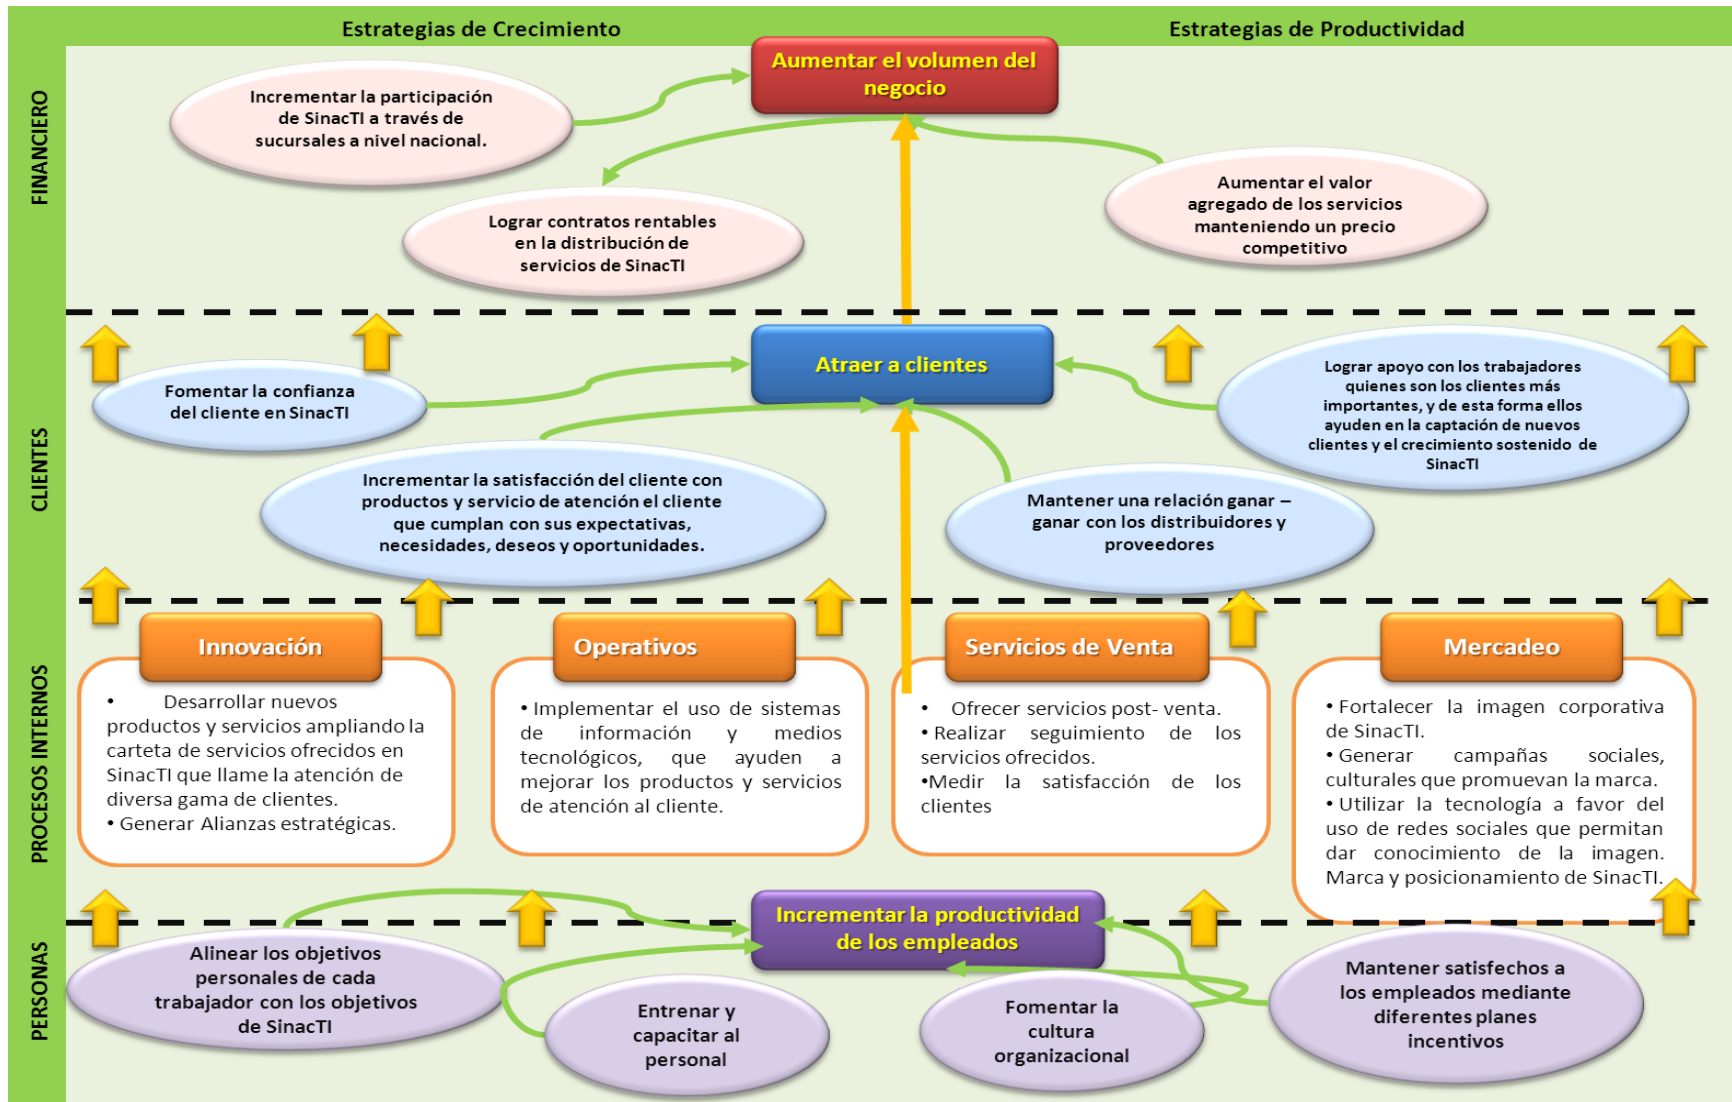 Estrategias de Crecimiento
Estrategias de Productividad
FINANCIERO
Aumentar el volumen del
negocio
Incrementar la participación
de SinacTI a través de
sucursales a nivel nacional.
Lograr contratos rentables
en la distribución de
servicios de SinacTI
Aumentar el valor
agregado de los servicios
manteniendo un precio
competitivo
CLIENTES
Atraer a clientes
Fomentar la confianza
del cliente en SinacTI
Lograr apoyo con los trabajadores
quienes son los clientes más
importantes, y de esta forma ellos
ayuden en la captación de nuevos
clientes y el crecimiento sostenido de
SinacTI
Incrementar la satisfacción del cliente con
productos y servicio de atención el cliente
que cumplan con sus expectativas,
necesidades, deseos y oportunidades.
Mantener una relación ganar –
ganar con los distribuidores y
proveedores
PROCESOS INTERNOS
Innovación
• Desarrollar nuevos
productos y servicios ampliando la
carteta de servicios ofrecidos en
SinacTI que llame la atención de
diversa gama de clientes.
• Generar Alianzas estratégicas.
Operativos
• Implementar el uso de sistemas
de información y medios
tecnológicos, que ayuden a
mejorar los productos y servicios
de atención al cliente.
Servicios de Venta
• Ofrecer servicios post- venta.
• Realizar seguimiento de los
servicios ofrecidos.
•Medir la satisfacción de los
clientes
Mercadeo
• Fortalecer la imagen corporativa
de SinacTI.
• Generar campañas sociales,
culturales que promuevan la marca.
• Utilizar la tecnología a favor del
uso de redes sociales que permitan
dar conocimiento de la imagen.
Marca y posicionamiento de SinacTI.
PERSONAS
Incrementar la productividad
de los empleados
Alinear los objetivos
personales de cada
trabajador con los objetivos
de SinacTI
Entrenar y
capacitar al
personal
Fomentar la
cultura
organizacional
Mantener satisfechos a
los empleados mediante
diferentes planes
incentivos